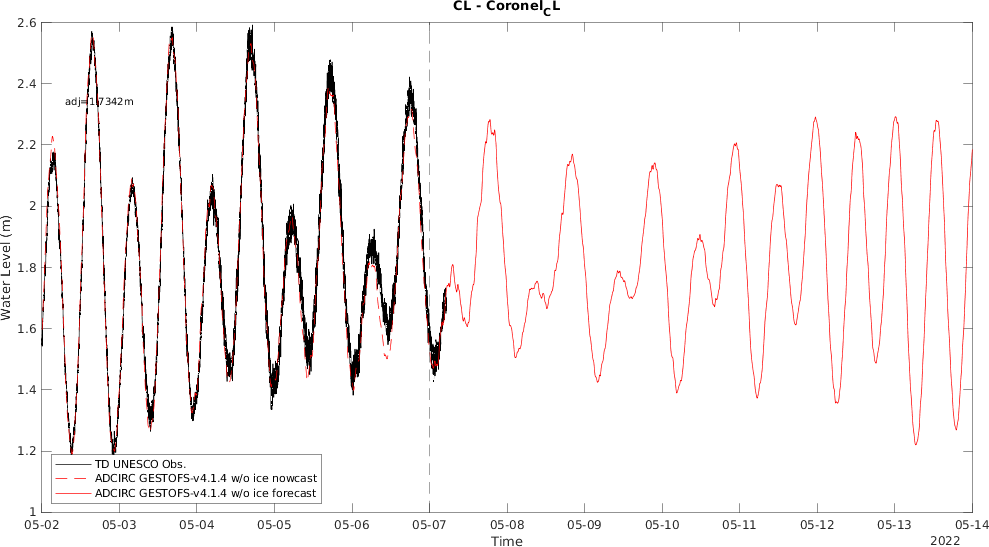 CL - Coronel_CL
2.6
2.4
adj=1.7342m
2.2
2
1.8
1.6
1.4
1.2
1
Water Level (m)
TD UNESCO Obs.
ADCIRC GESTOFS-v4.1.4 w/o ice nowcast
ADCIRC GESTOFS-v4.1.4 w/o ice forecast
05-02 05-03 05-04 05-05 05-06 05-07 05-08 05-09 05-10 05-11 05-12 05-13 05-14
Time
2022